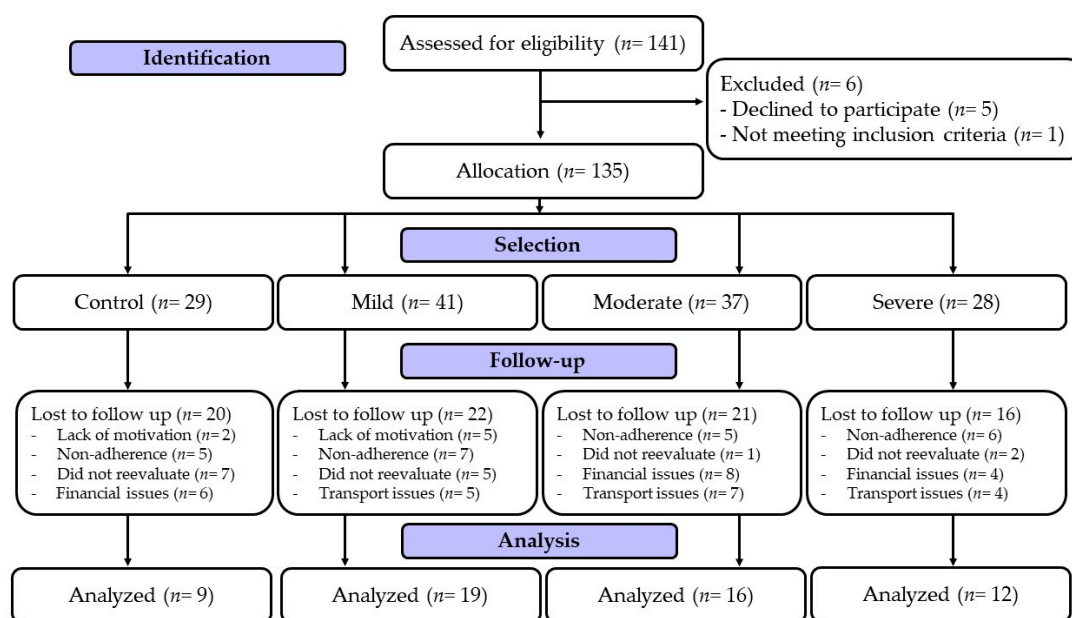 Assessed for eligibility (n= 141)
Identification
Excluded (n= 6)
- Declined to participate (n= 5)
- Not meeting inclusion criteria (n= 1)
Allocation (n= 135)
Selection
Control (n= 29)
Mild (n= 41)
Moderate (n= 37)
Severe (n= 28)
Follow-up
Lost to follow up (n= 20)
- Lack of motivation (n= 2)
- Non-adherence (n= 5)
- Did not reevaluate (n= 7)
- Financial issues (n= 6)
Lost to follow up (n= 22)
- Lack of motivation (n= 5)
- Non-adherence (n= 7)
- Did not reevaluate (n= 5)
- Transport issues (n= 5)
Lost to follow up (n= 21)
- Non-adherence (n= 5)
- Did not reevaluate (n= 1)
- Financial issues (n= 8)
- Transport issues (n= 7)
Lost to follow up (n= 16)
- Non-adherence (n= 6)
- Did not reevaluate (n= 2)
- Financial issues (n= 4)
- Transport issues (n= 4)
Analysis
Analyzed (n= 9)
Analyzed (n= 19)
Analyzed (n= 16)
Analyzed (n= 12)